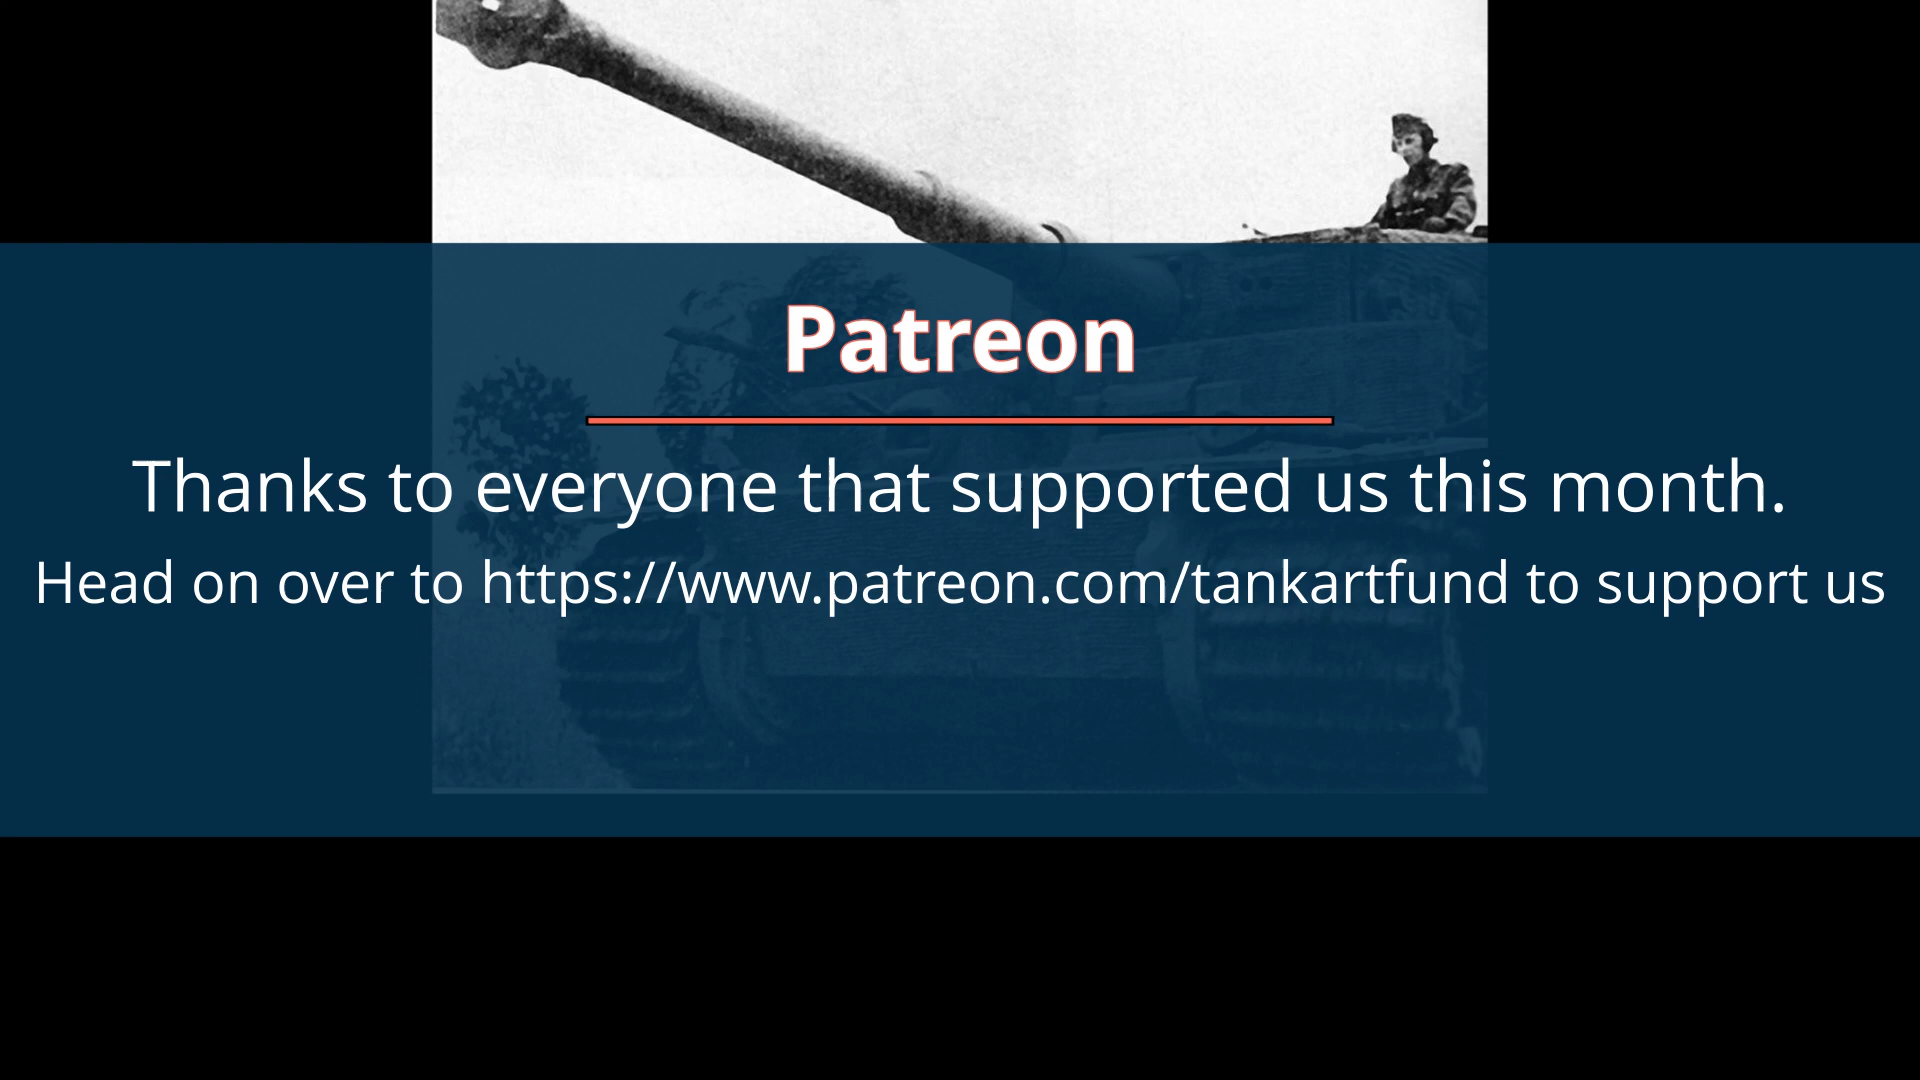 Patreon
Thanks to everyone that supported us this month.
Head on over to https://www.patreon.com/tankartfund to support us